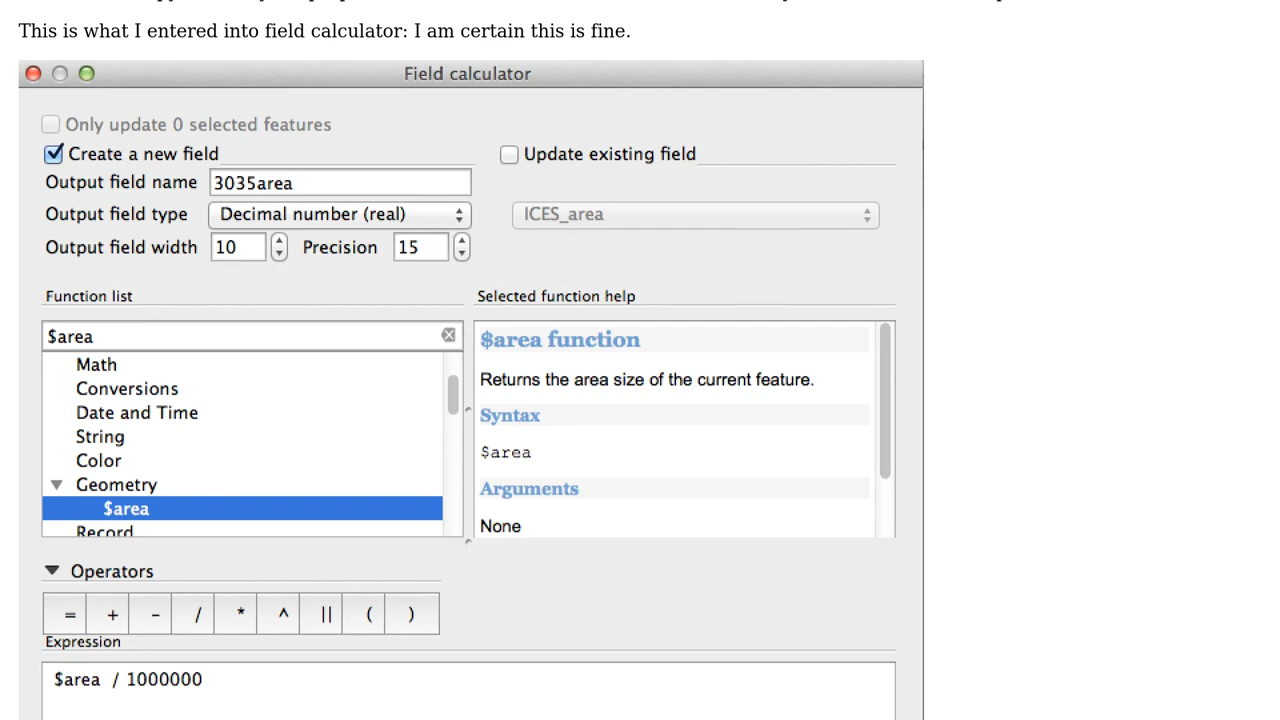 This is what I entered into field calculator: I am certain this is fine.
Field calculator
Only update 0 selected features
Create a new field
Update existing field
Output field name 3035area
Output field type Decimal number (real)
ICES_area
Output field width 10 Precision 15
Function list
Selected function help
$area
Math
Conversions
Date and Time
String
Color
Geometry
$area
Record
$area function
Returns the area size of the current feature.
Syntax
$area
Arguments
None
Operators
= + - / * ^ || ( )
Expression
$area / 1000000